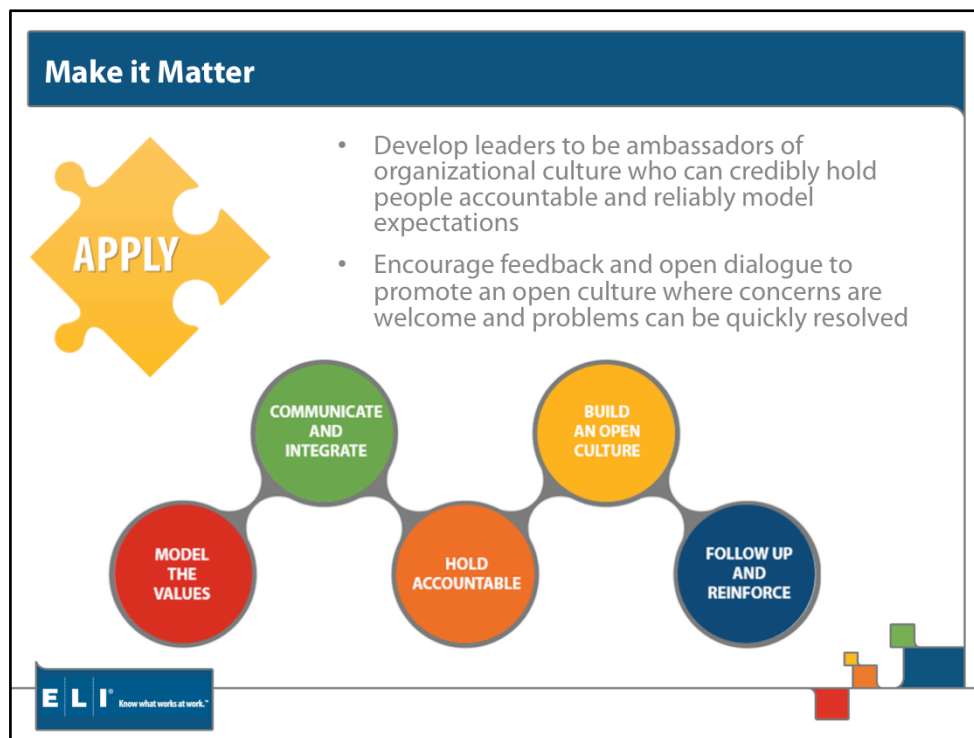 Make it Matter
APPLY
• Develop leaders to be ambassadors of
organizational culture who can credibly hold
people accountable and reliably model
expectations
• Encourage feedback and open dialogue to
promote an open culture where concerns are
welcome and problems can be quickly resolved
MODEL
THE
VALUES
COMMUNICATE
AND
INTEGRATE
HOLD
ACCOUNTABLE
BUILD
AN OPEN
CULTURE
FOLLOW UP
AND
REINFORCE
E L I® Know what works at work.™